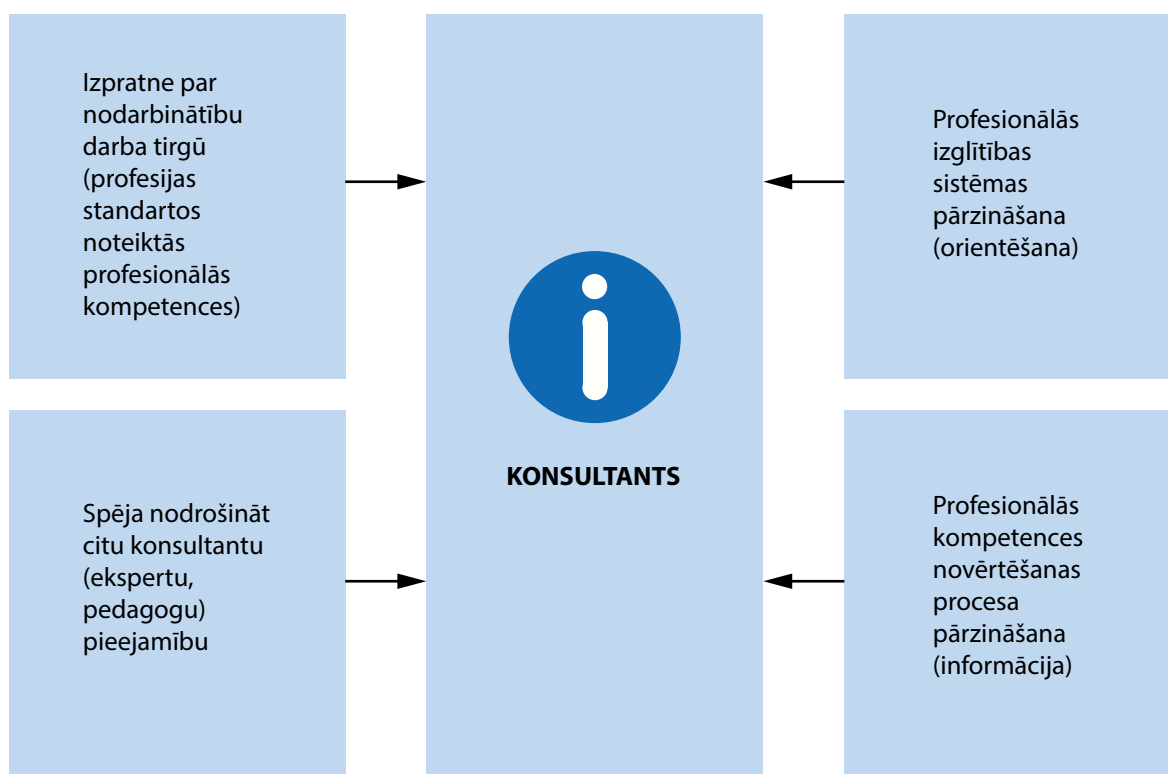 Izpratne par
nodarbinātību
darba tirgū
(profesijas
standartos
noteiktās
profesionālās
kompetences)
Spēja nodrošināt
citu konsultantu
(ekspertu,
pedagogu)
pieejamību
KONSULTANTS
Profesionālās
izglītības
sistēmas
pārzināšana
(orientēšana)
Profesionālās
kompetences
novērtēšanas
procesa
pārzināšana
(informācija)